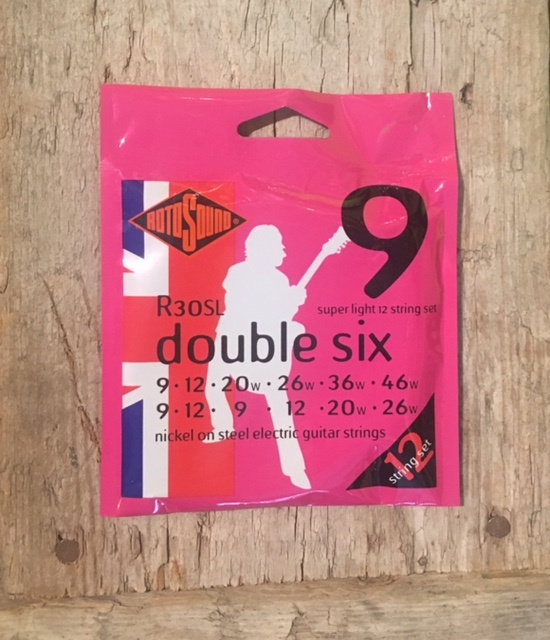 ROTOSOUND
9
R30SL
super light 12 string set
double six
9 · 12 · 20W · 26W · 36W · 46W
9 · 12 · 9 · 12 · 20W · 26W
nickel on steel electric guitar strings
12
string set